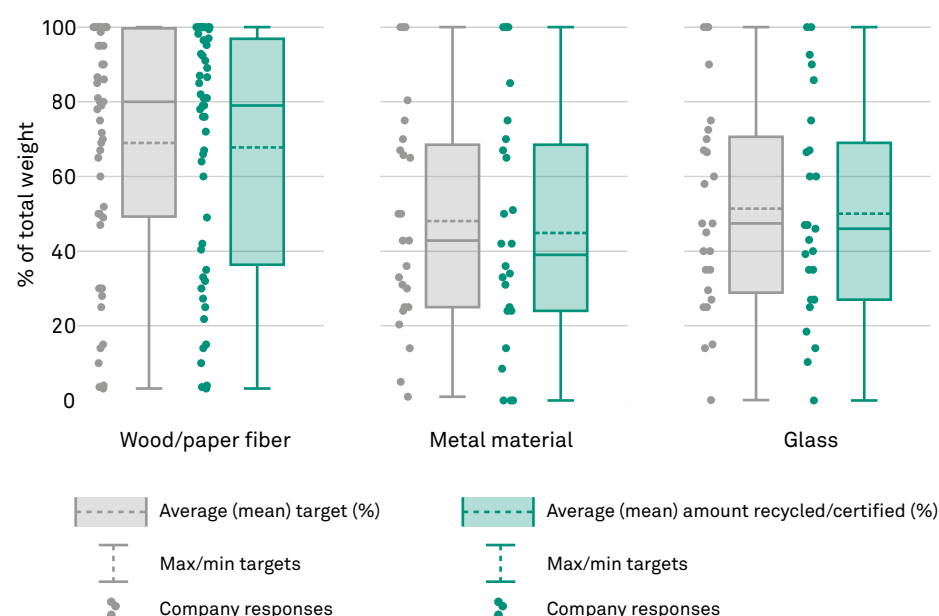 % of total weight
100
80
60
40
20
0
Wood/paper fiber
Metal material
Glass
Average (mean) target (%)
Average (mean) amount recycled/certified (%)
Max/min targets
Max/min targets
Company responses
Company responses